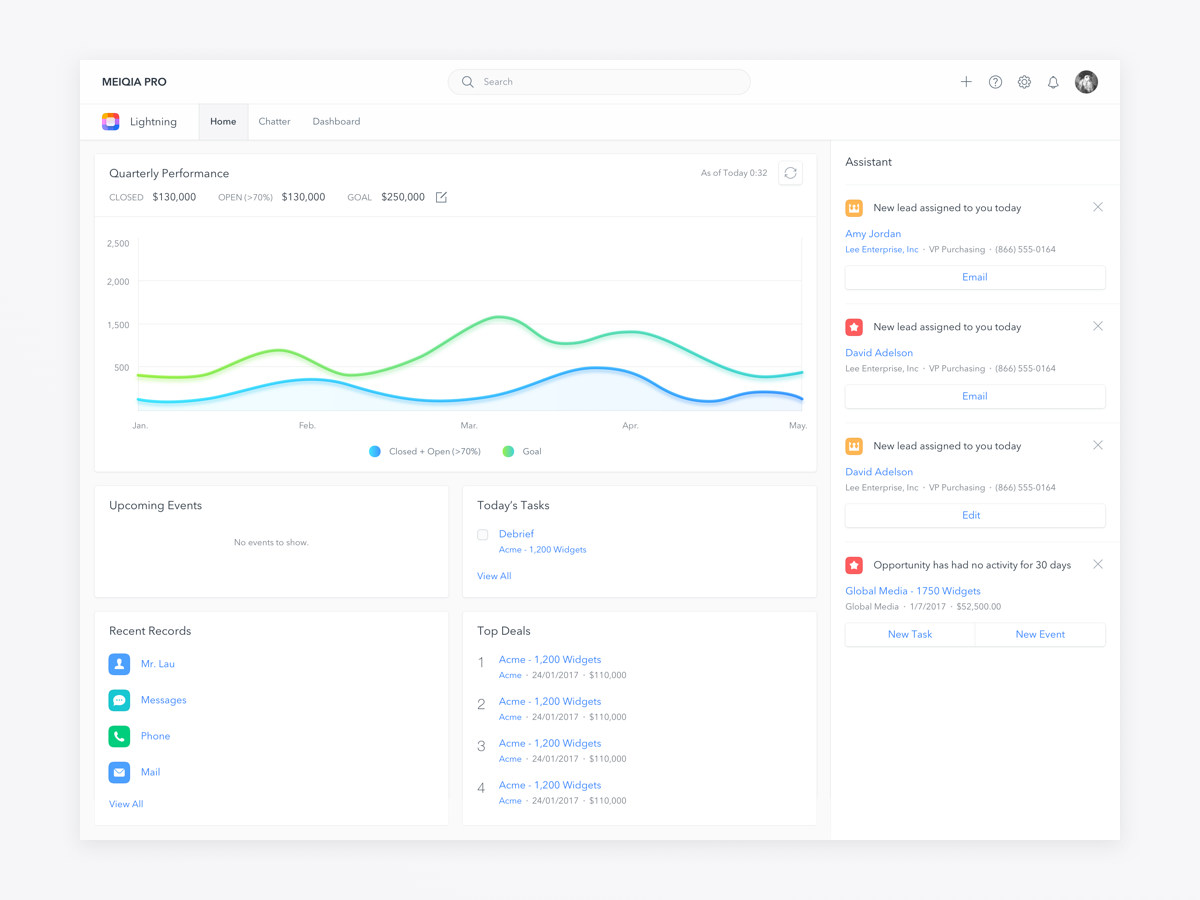 MEIQIA PRO
Search
Lightning
Home
Chatter
Dashboard
Quarterly Performance
As of Today 0:32
CLOSED $130,000 OPEN (>70%) $130,000 GOAL $250,000
2,500
2,000
1,500
500
Jan. Feb. Mar. Apr. May.
Closed + Open (>70%) Goal
Upcoming Events
No events to show.
Today's Tasks
Debrief
Acme - 1,200 Widgets
View All
Recent Records
Mr. Lau
Messages
Phone
Mail
View All
Top Deals
1 Acme - 1,200 Widgets
Acme · 24/01/2017 · $110,000
2 Acme - 1,200 Widgets
Acme · 24/01/2017 · $110,000
3 Acme - 1,200 Widgets
Acme · 24/01/2017 · $110,000
4 Acme - 1,200 Widgets
Acme · 24/01/2017 · $110,000
Assistant
New lead assigned to you today
Amy Jordan
Lee Enterprise, Inc · VP Purchasing · (866) 555-0164
Email
New lead assigned to you today
David Adelson
Lee Enterprise, Inc · VP Purchasing · (866) 555-0164
Email
New lead assigned to you today
David Adelson
Lee Enterprise, Inc · VP Purchasing · (866) 555-0164
Edit
Opportunity has had no activity for 30 days
Global Media - 1750 Widgets
Global Media · 1/7/2017 · $52,500.00
New Task New Event